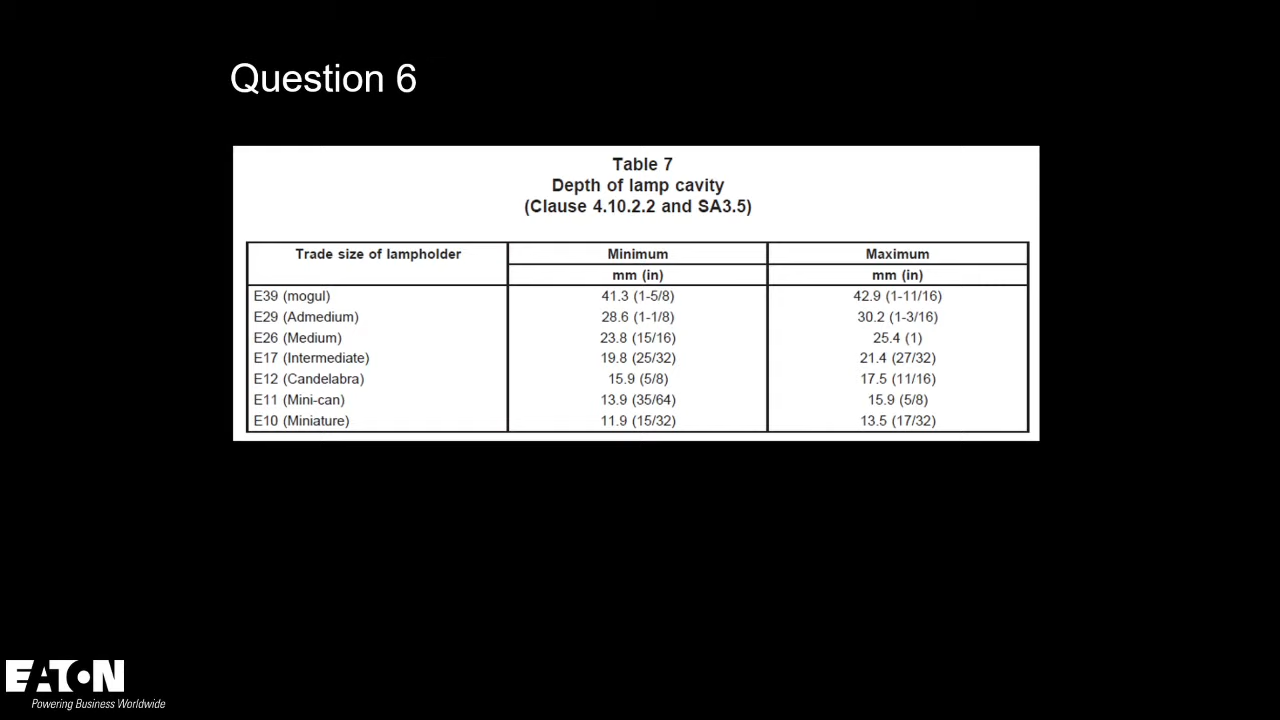 Question 6
Table 7
Depth of lamp cavity
(Clause 4.10.2.2 and SA3.5)
Trade size of lampholder Minimum Maximum
mm (in) mm (in)
E39 (mogul) 41.3 (1-5/8) 42.9 (1-11/16)
E29 (Admedium) 28.6 (1-1/8) 30.2 (1-3/16)
E26 (Medium) 23.8 (15/16) 25.4 (1)
E17 (Intermediate) 19.8 (25/32) 21.4 (27/32)
E12 (Candelabra) 15.9 (5/8) 17.5 (11/16)
E11 (Mini-can) 13.9 (35/64) 15.9 (5/8)
E10 (Miniature) 11.9 (15/32) 13.5 (17/32)
EATON
Powering Business Worldwide